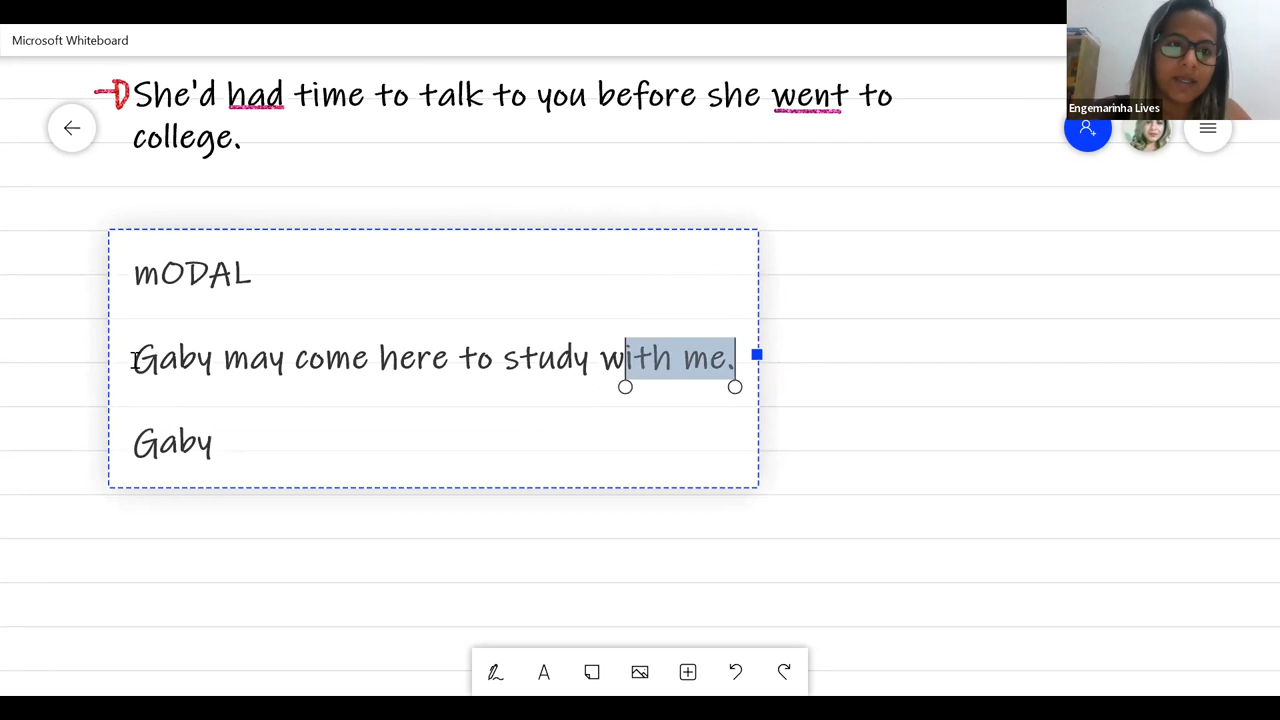 Microsoft Whiteboard
She'd had time to talk to you before she went to
college.
Engemarinha Lives
mODAL
Gaby may come here to study with me.
Gaby
A